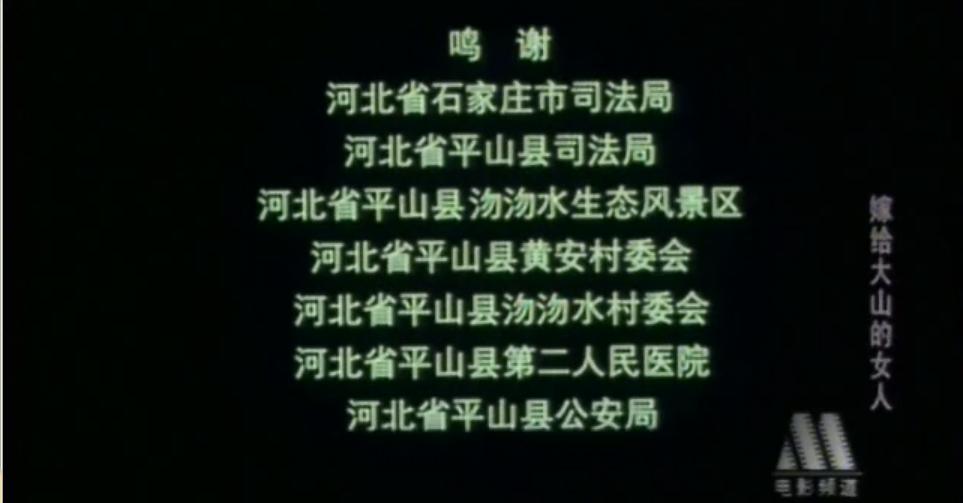 鸣 谢
河北省石家庄市司法局
河北省平山县司法局
河北省平山县沕沕水生态风景区
河北省平山县黄安村委会
河北省平山县沕沕水村委会
河北省平山县第二人民医院
河北省平山县公安局
嫁给大山的女人
电影频道